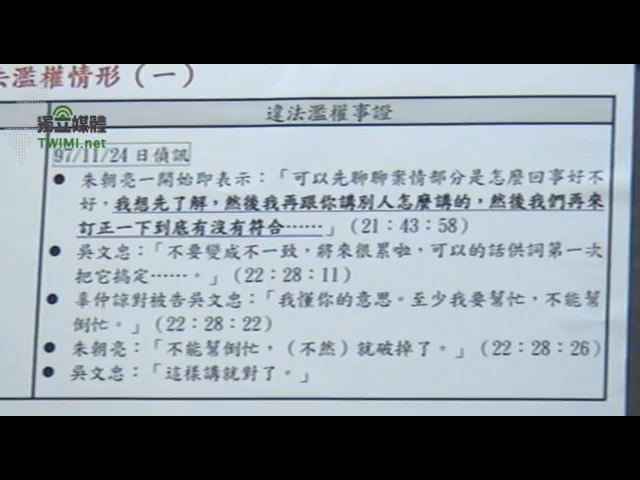 法濫權情形（一）
違法濫權事證
獨立媒體
TWIMI.net
97/11/24日偵訊
● 朱朝亮一開始即表示：「可以先聊聊案情部分是怎麼回事好不
好，我想先了解，然後我再跟你講別人怎麼講的，然後我們再來
訂正一下到底有沒有符合……」（21：43：58）
● 吳文忠：「不要變成不一致，將來很累啦，可以的話供詞第一次
把它搞定……。」（22：28：11）
● 辜仲諒對被告吳文忠：「我懂你的意思。至少我要幫忙，不能幫
倒忙。」（22：28：22）
● 朱朝亮：「不能幫倒忙，（不然）就破掉了。」（22：28：26）
● 吳文忠：「這樣講就對了。」